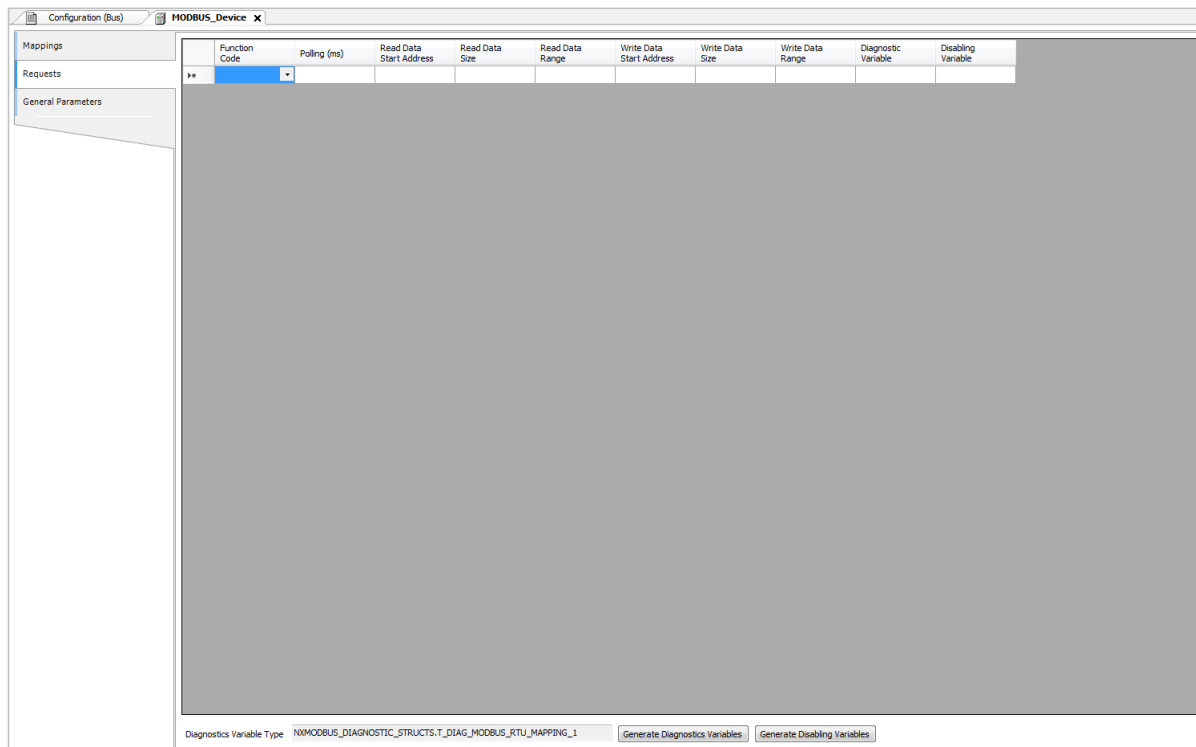 Configuration (Bus) MODBUS_Device x
Mappings
Requests
General Parameters
Function Code Polling (ms) Read Data Start Address Read Data Size Read Data Range Write Data Start Address Write Data Size Write Data Range Diagnostic Variable Disabling Variable
Diagnostics Variable Type NXMODBUS_DIAGNOSTIC_STRUCTS.T_DIAG_MODBUS_RTU_MAPPING_1 Generate Diagnostics Variables Generate Disabling Variables